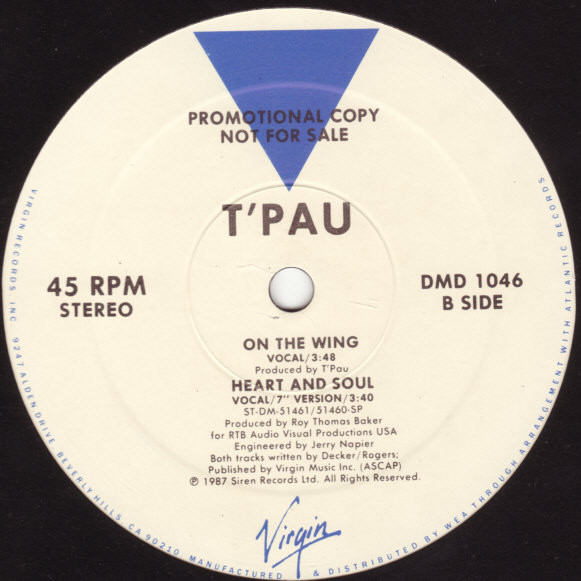 PROMOTIONAL COPY
NOT FOR SALE
T'PAU
45 RPM
STEREO
DMD 1046
B SIDE
ON THE WING
VOCAL/3:48
Produced by T'Pau
HEART AND SOUL
VOCAL/7" VERSION/3:40
ST-DM-51461/51460-SP
Produced by Roy Thomas Baker
for RTB Audio Visual Productions USA
Engineered by Jerry Napier
Both tracks written by Decker/Rogers;
Published by Virgin Music Inc. (ASCAP)
℗ 1987 Siren Records Ltd. All Rights Reserved.
Virgin
VIRGIN RECORDS INC 9247 ALDEN DRIVE BEVERLY HILLS CA 90210 MANUFACTURED & DISTRIBUTED BY WEA THROUGH ARRANGEMENT WITH ATLANTIC RECORDS